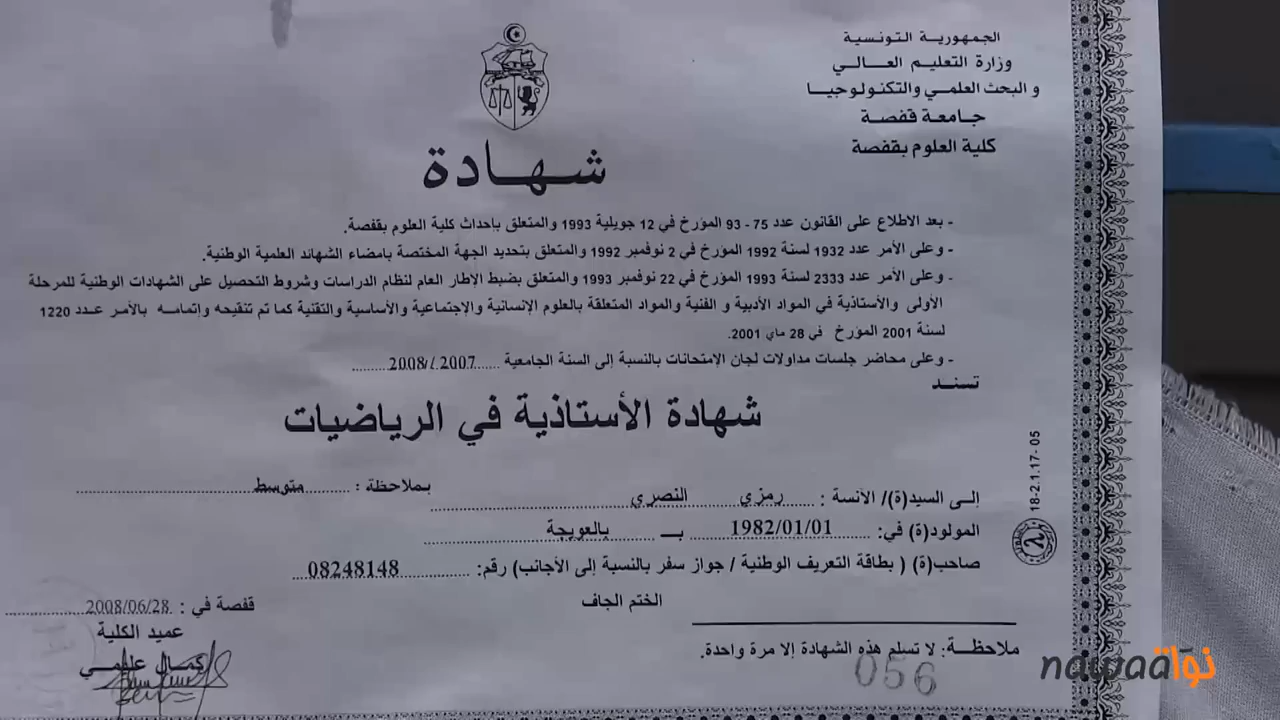 الجمهورية التونسية
وزارة التعليم العالي
و البحث العلمي والتكنولوجيا
جامعة قفصة
كلية العلوم بقفصة
شهادة
- بعد الاطلاع على القانون عدد 75 - 93 المؤرخ في 12 جويلية 1993 والمتعلق بإحداث كلية العلوم بقفصة.
- وعلى الأمر عدد 1932 لسنة 1992 المؤرخ في 2 نوفمبر 1992 والمتعلق بتحديد الجهة المختصة بامضاء الشهائد العلمية الوطنية.
- وعلى الأمر عدد 2333 لسنة 1993 المؤرخ في 22 نوفمبر 1993 والمتعلق بضبط الاطار العام لنظام الدراسات وشروط التحصيل على الشهادات الوطنية للمرحلة
الأولى والأستاذية في المواد الأدبية و الفنية والمواد المتعلقة بالعلوم الإنسانية والإجتماعية والأساسية والتقنية كما تم تنقيحه وإتمامه بالأمر عدد 1220
لسنة 2001 المؤرخ في 28 ماي 2001.
- وعلى محاضر جلسات مداولات لجان الإمتحانات بالنسبة إلى السنة الجامعية 2007 / 2008
تسند
شهادة الأستاذية في الرياضيات
بملاحظة : متوسط
إلى السيد(ة)/ الآنسة : رمزي النصري
المولود(ة) في: 1982/01/01 بـ بالعويجة
صاحب(ة) ( بطاقة التعريف الوطنية / جواز سفر بالنسبة إلى الأجانب) رقم: 08248148
الختم الجاف
قفصة في : 2008/06/28
عميد الكلية
كمال علمي
ملاحظة: لا تسلم هذه الشهادة إلا مرة واحدة.
056
18-2.1.17- 05
nawaaة نواة